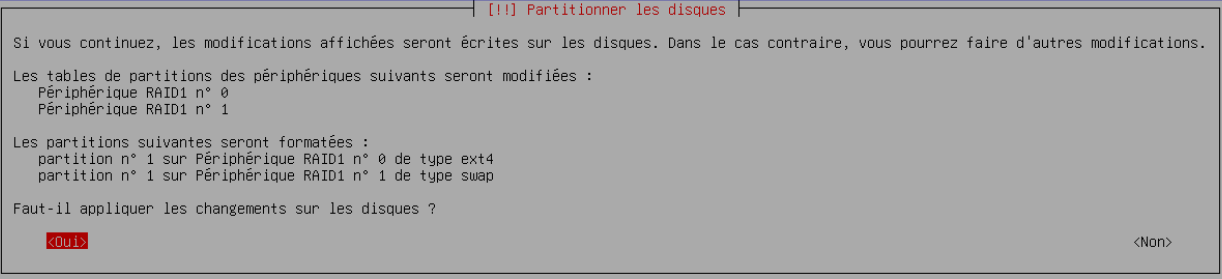 [!!] Partitionner les disques
Si vous continuez, les modifications affichées seront écrites sur les disques. Dans le cas contraire, vous pourrez faire d'autres modifications.
Les tables de partitions des périphériques suivants seront modifiées :
Périphérique RAID1 n° 0
Périphérique RAID1 n° 1
Les partitions suivantes seront formatées :
partition n° 1 sur Périphérique RAID1 n° 0 de type ext4
partition n° 1 sur Périphérique RAID1 n° 1 de type swap
Faut-il appliquer les changements sur les disques ?
<Oui> <Non>